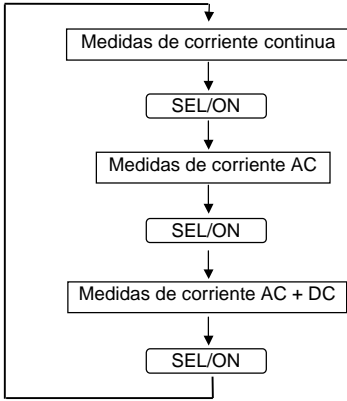 Medidas de corriente continua
SEL/ON
Medidas de corriente AC
SEL/ON
Medidas de corriente AC + DC
SEL/ON